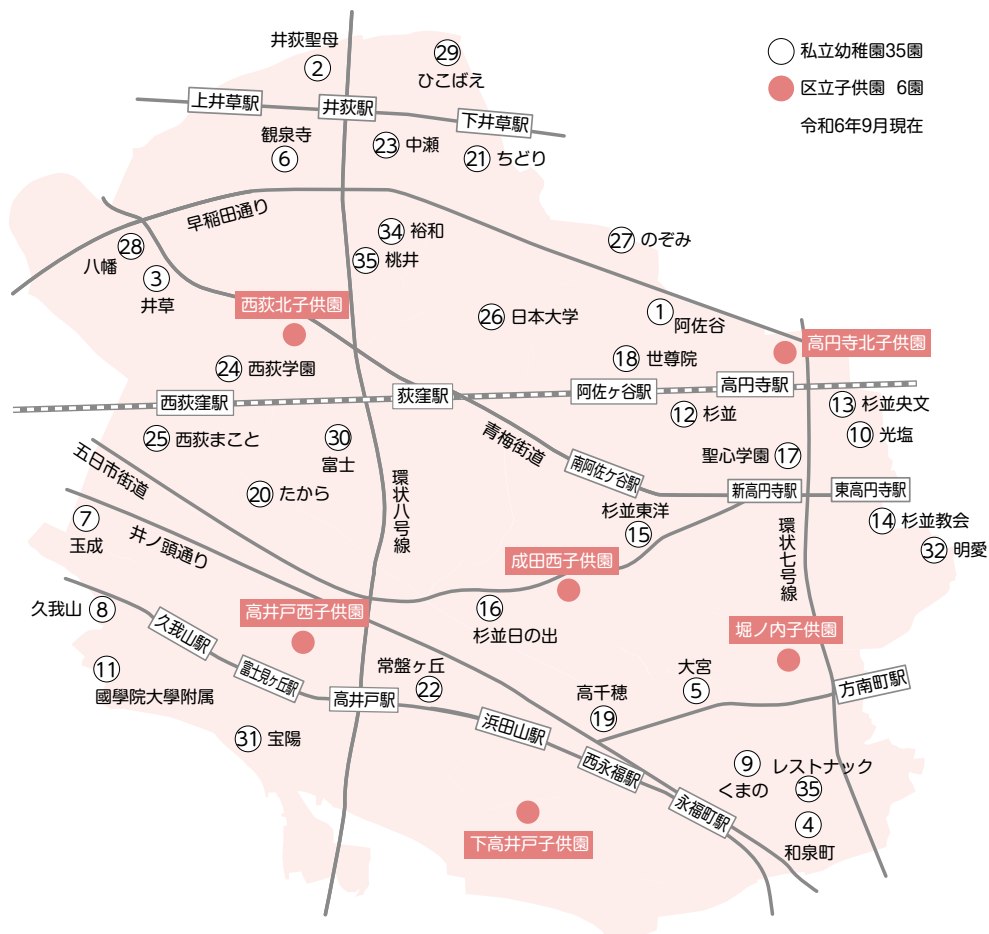 井荻聖母
②
㉙
ひこばえ
私立幼稚園35園
区立子供園 6園
令和6年9月現在
上井草駅
井荻駅
下井草駅
観泉寺
⑥
㉓ 中瀬
㉑ ちどり
早稲田通り
㉞ 裕和
㉟ 桃井
㉗ のぞみ
㉘
八幡
③
井草
西荻北子供園
㉖ 日本大学
①
阿佐谷
高円寺北子供園
㉔ 西荻学園
⑱ 世尊院
西荻窪駅
荻窪駅
阿佐ヶ谷駅
高円寺駅
⑫ 杉並
⑬ 杉並央文
⑩ 光塩
㉕ 西荻まこと
㉚
富士
青梅街道
聖心学園 ⑰
五日市街道
⑳ たから
環状八号線
南阿佐ケ谷駅
新高円寺駅
東高円寺駅
⑦
玉成
井ノ頭通り
杉並東洋
⑮
環状七号線
⑭ 杉並教会
㉜ 明愛
成田西子供園
久我山 ⑧
高井戸西子供園
⑯
杉並日の出
堀ノ内子供園
久我山駅
⑪
國學院大學附属
富士見ヶ丘駅
高井戸駅
常盤ヶ丘
㉒
大宮
⑤
方南町駅
高千穂
⑲
㉛ 宝陽
浜田山駅
西永福駅
永福町駅
⑨
くまの
レストナック
㉟
④
和泉町
下高井戸子供園